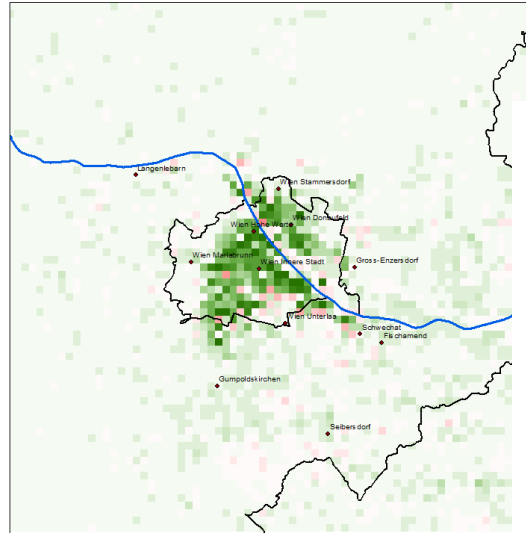 Langenlebarn
Wien Stammersdorf
Wien Donaufeld
Wien Hohe Warte
Wien Mariabrunn
Wien Innere Stadt
Gross-Enzersdorf
Wien Unterlaa
Schwechat
Fischamend
Gumpoldskirchen
Seibersdorf